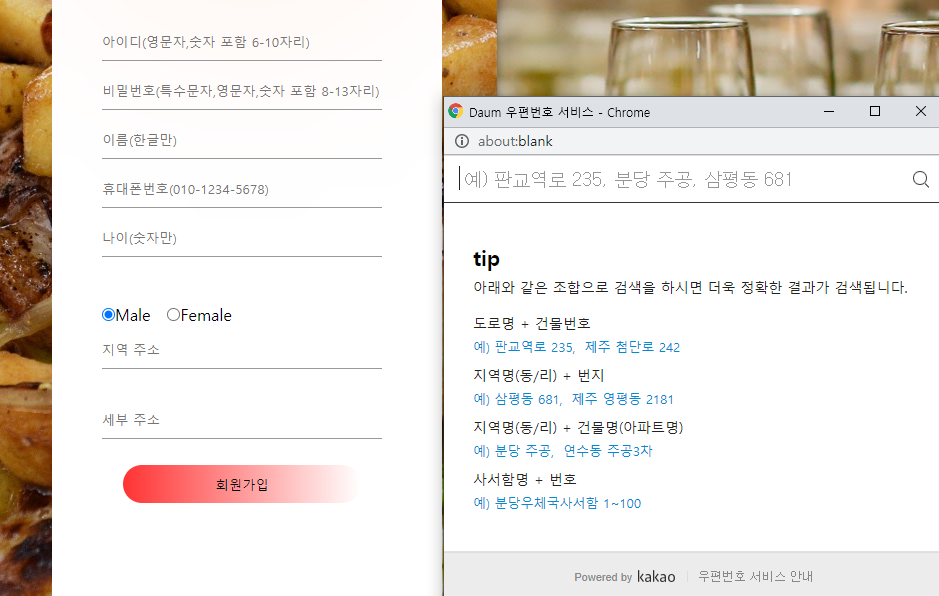 아이디(영문자,숫자 포함 6-10자리)
비밀번호(특수문자,영문자,숫자 포함 8-13자리)
이름(한글만)
휴대폰번호(010-1234-5678)
나이(숫자만)
Male Female
지역 주소
세부 주소
회원가입
Daum 우편번호 서비스 - Chrome
about:blank
예) 판교역로 235, 분당 주공, 삼평동 681
tip
아래와 같은 조합으로 검색을 하시면 더욱 정확한 결과가 검색됩니다.
도로명 + 건물번호
예) 판교역로 235, 제주 첨단로 242
지역명(동/리) + 번지
예) 삼평동 681, 제주 영평동 2181
지역명(동/리) + 건물명(아파트명)
예) 분당 주공, 연수동 주공3차
사서함명 + 번호
예) 분당우체국사서함 1~100
Powered by kakao 우편번호 서비스 안내